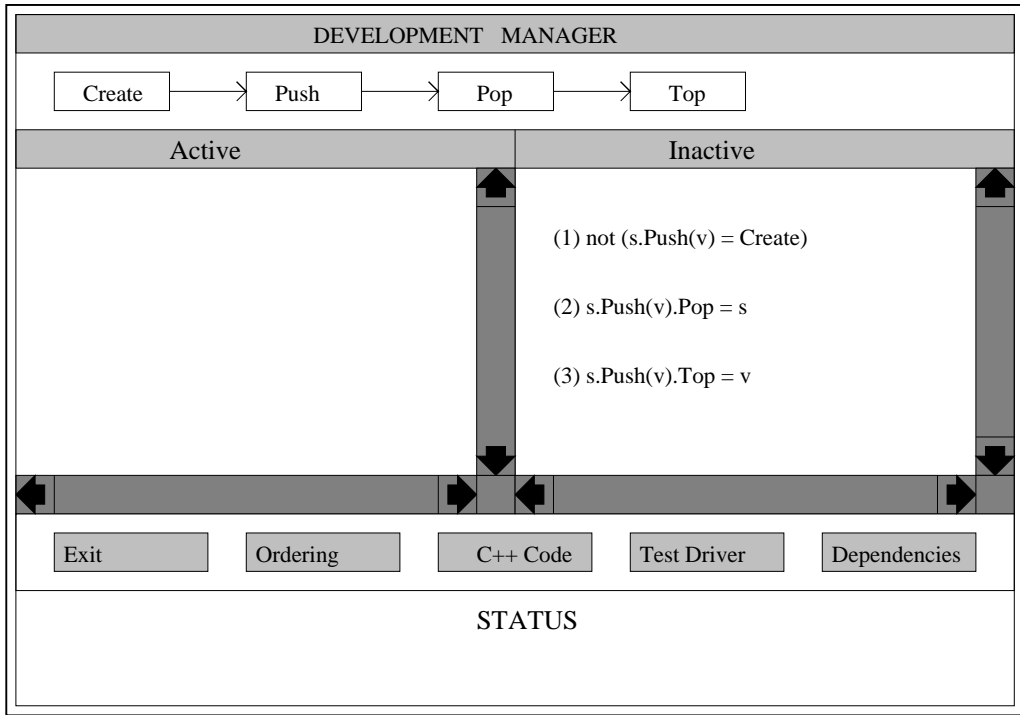 DEVELOPMENT MANAGER
Create Push Pop Top
Active Inactive
(1) not (s.Push(v) = Create)
(2) s.Push(v).Pop = s
(3) s.Push(v).Top = v
Exit Ordering C++ Code Test Driver Dependencies
STATUS